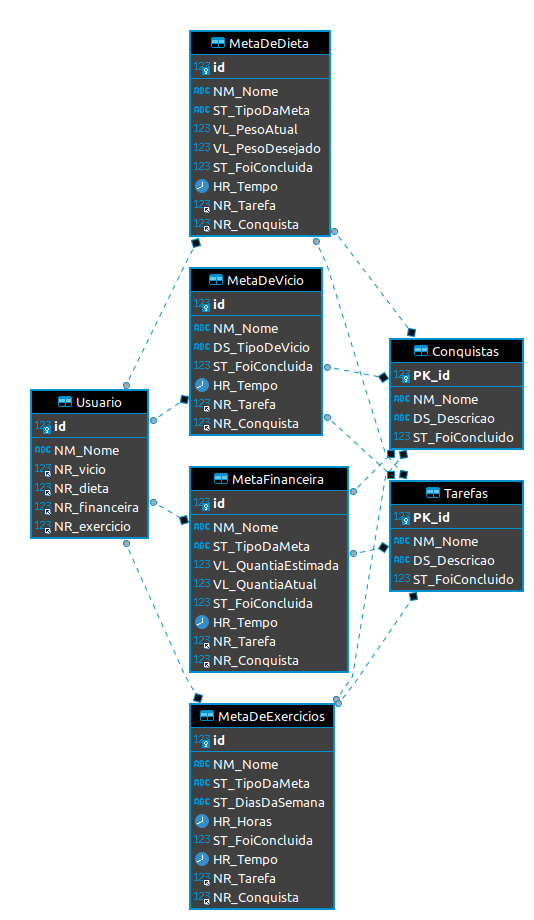 MetaDeDieta
123 id
ABC NM_Nome
ABC ST_TipoDaMeta
123 VL_PesoAtual
123 VL_PesoDesejado
123 ST_FoiConcluida
HR_Tempo
123 NR_Tarefa
123 NR_Conquista
MetaDeVicio
123 id
ABC NM_Nome
ABC DS_TipoDeVicio
123 ST_FoiConcluida
HR_Tempo
123 NR_Tarefa
123 NR_Conquista
Conquistas
123 PK_id
ABC NM_Nome
ABC DS_Descricao
123 ST_FoiConcluido
Usuario
123 id
ABC NM_Nome
123 NR_vicio
123 NR_dieta
123 NR_financeira
123 NR_exercicio
MetaFinanceira
123 id
ABC NM_Nome
ABC ST_TipoDaMeta
123 VL_QuantiaEstimada
123 VL_QuantiaAtual
123 ST_FoiConcluida
HR_Tempo
123 NR_Tarefa
123 NR_Conquista
Tarefas
123 PK_id
ABC NM_Nome
ABC DS_Descricao
123 ST_FoiConcluido
MetaDeExercicios
123 id
ABC NM_Nome
ABC ST_TipoDaMeta
ABC ST_DiasDaSemana
HR_Horas
123 ST_FoiConcluida
HR_Tempo
123 NR_Tarefa
123 NR_Conquista